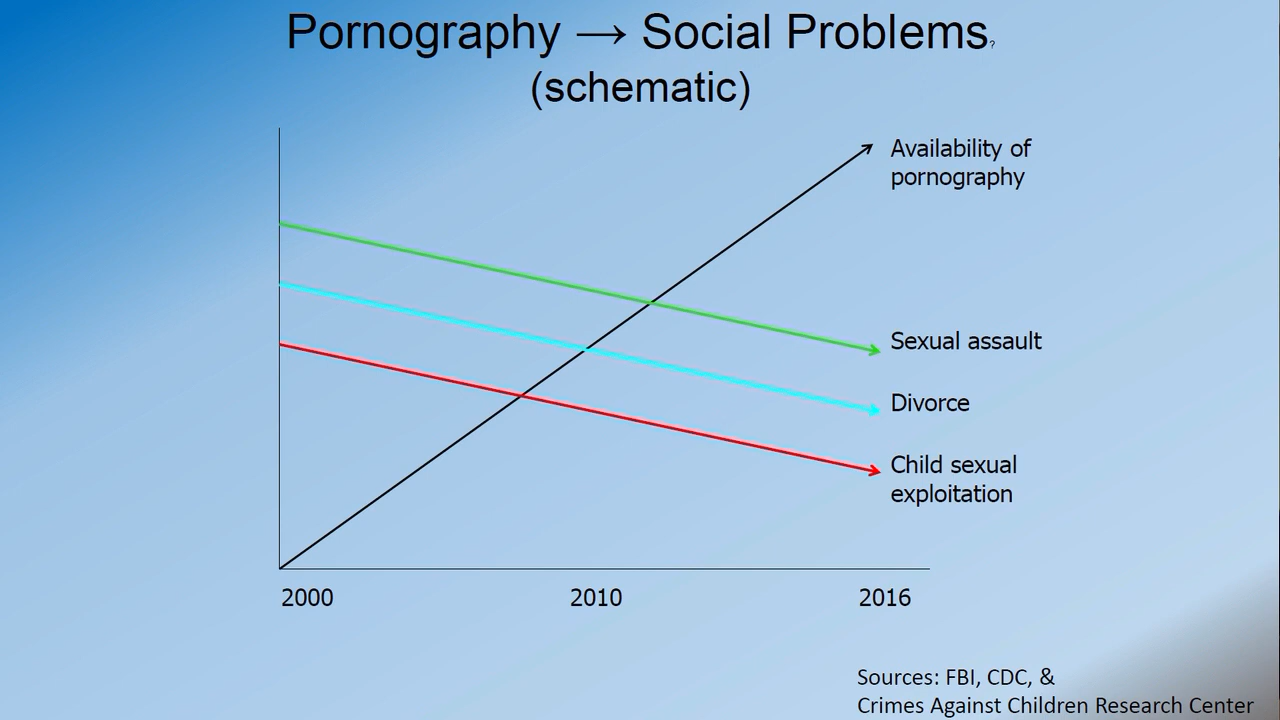 Pornography → Social Problems?
(schematic)
Availability of
pornography
Sexual assault
Divorce
Child sexual
exploitation
2000 2010 2016
Sources: FBI, CDC, &
Crimes Against Children Research Center